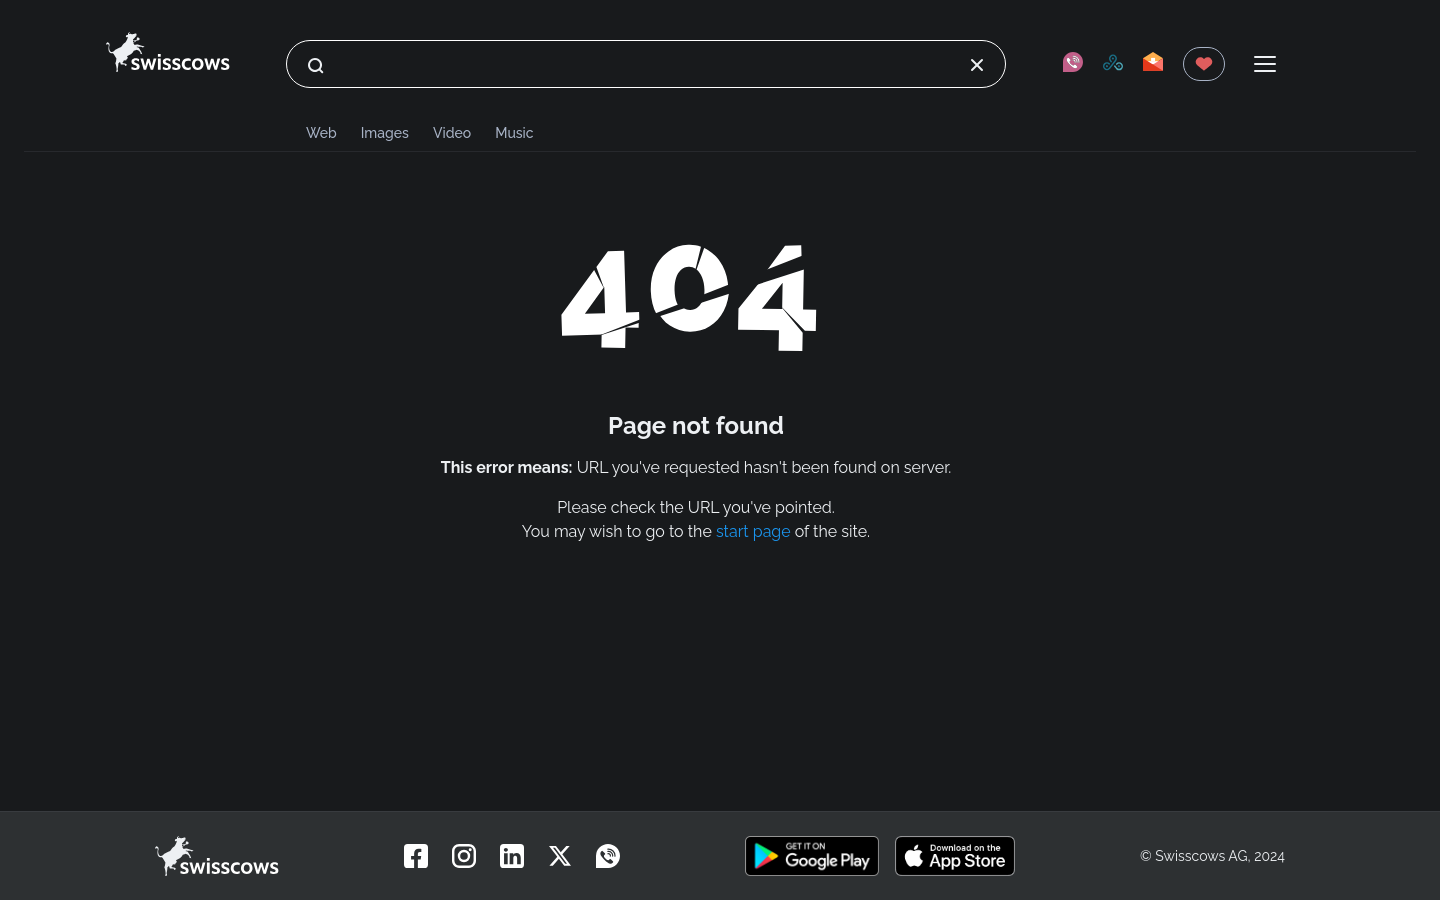 swisscows
Web Images Video Music
404
Page not found
This error means: URL you've requested hasn't been found on server.
Please check the URL you've pointed.
You may wish to go to the start page of the site.
swisscows
GET IT ON
Google Play
Download on the
App Store
© Swisscows AG, 2024